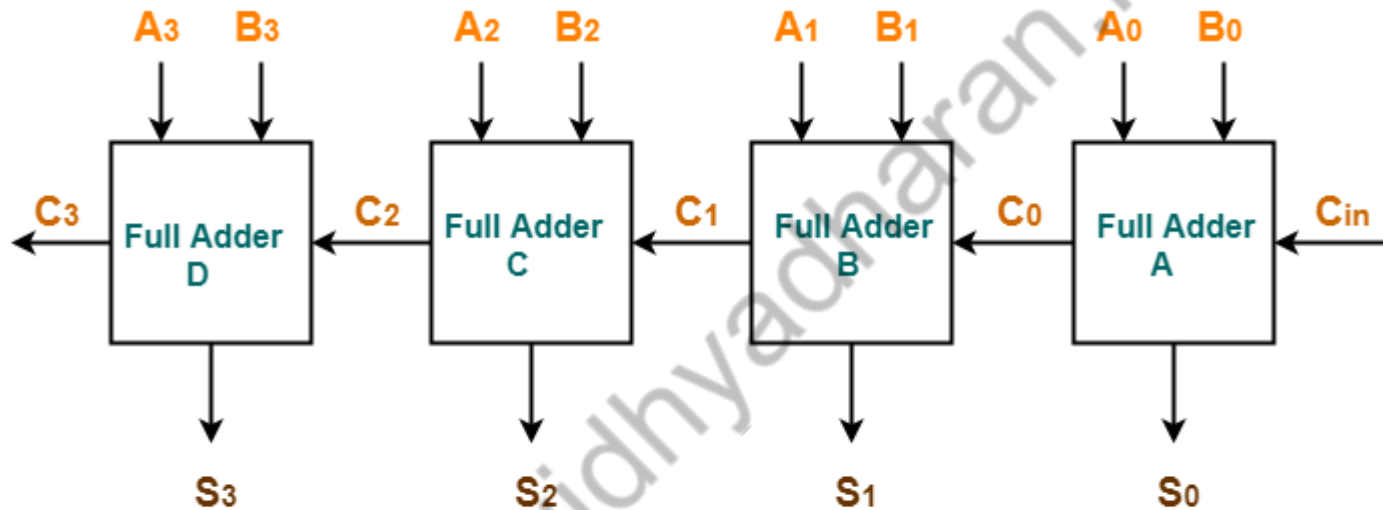 A3 B3 A2 B2 A1 B1 A0 B0
C3 Full Adder D C2 Full Adder C C1 Full Adder B C0 Full Adder A Cin
S3 S2 S1 S0
idhyadharan.